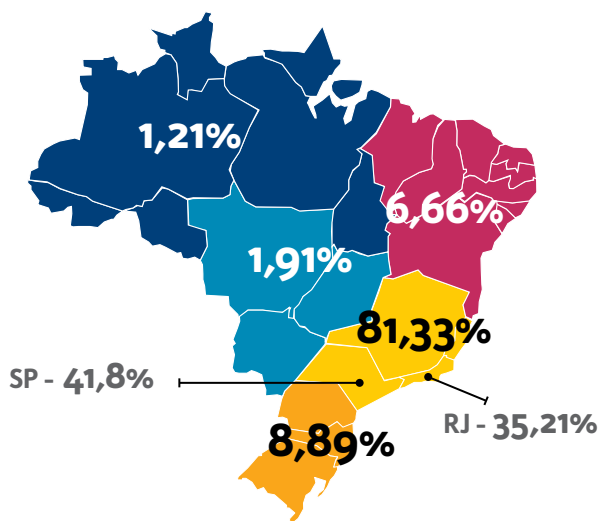 1,21%
6,66%
1,91%
81,33%
SP - 41,8%
RJ - 35,21%
8,89%